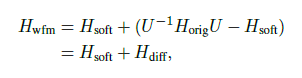 H_wfm = H_soft + (U^{-1} H_orig U − H_soft)
= H_soft + H_diff,